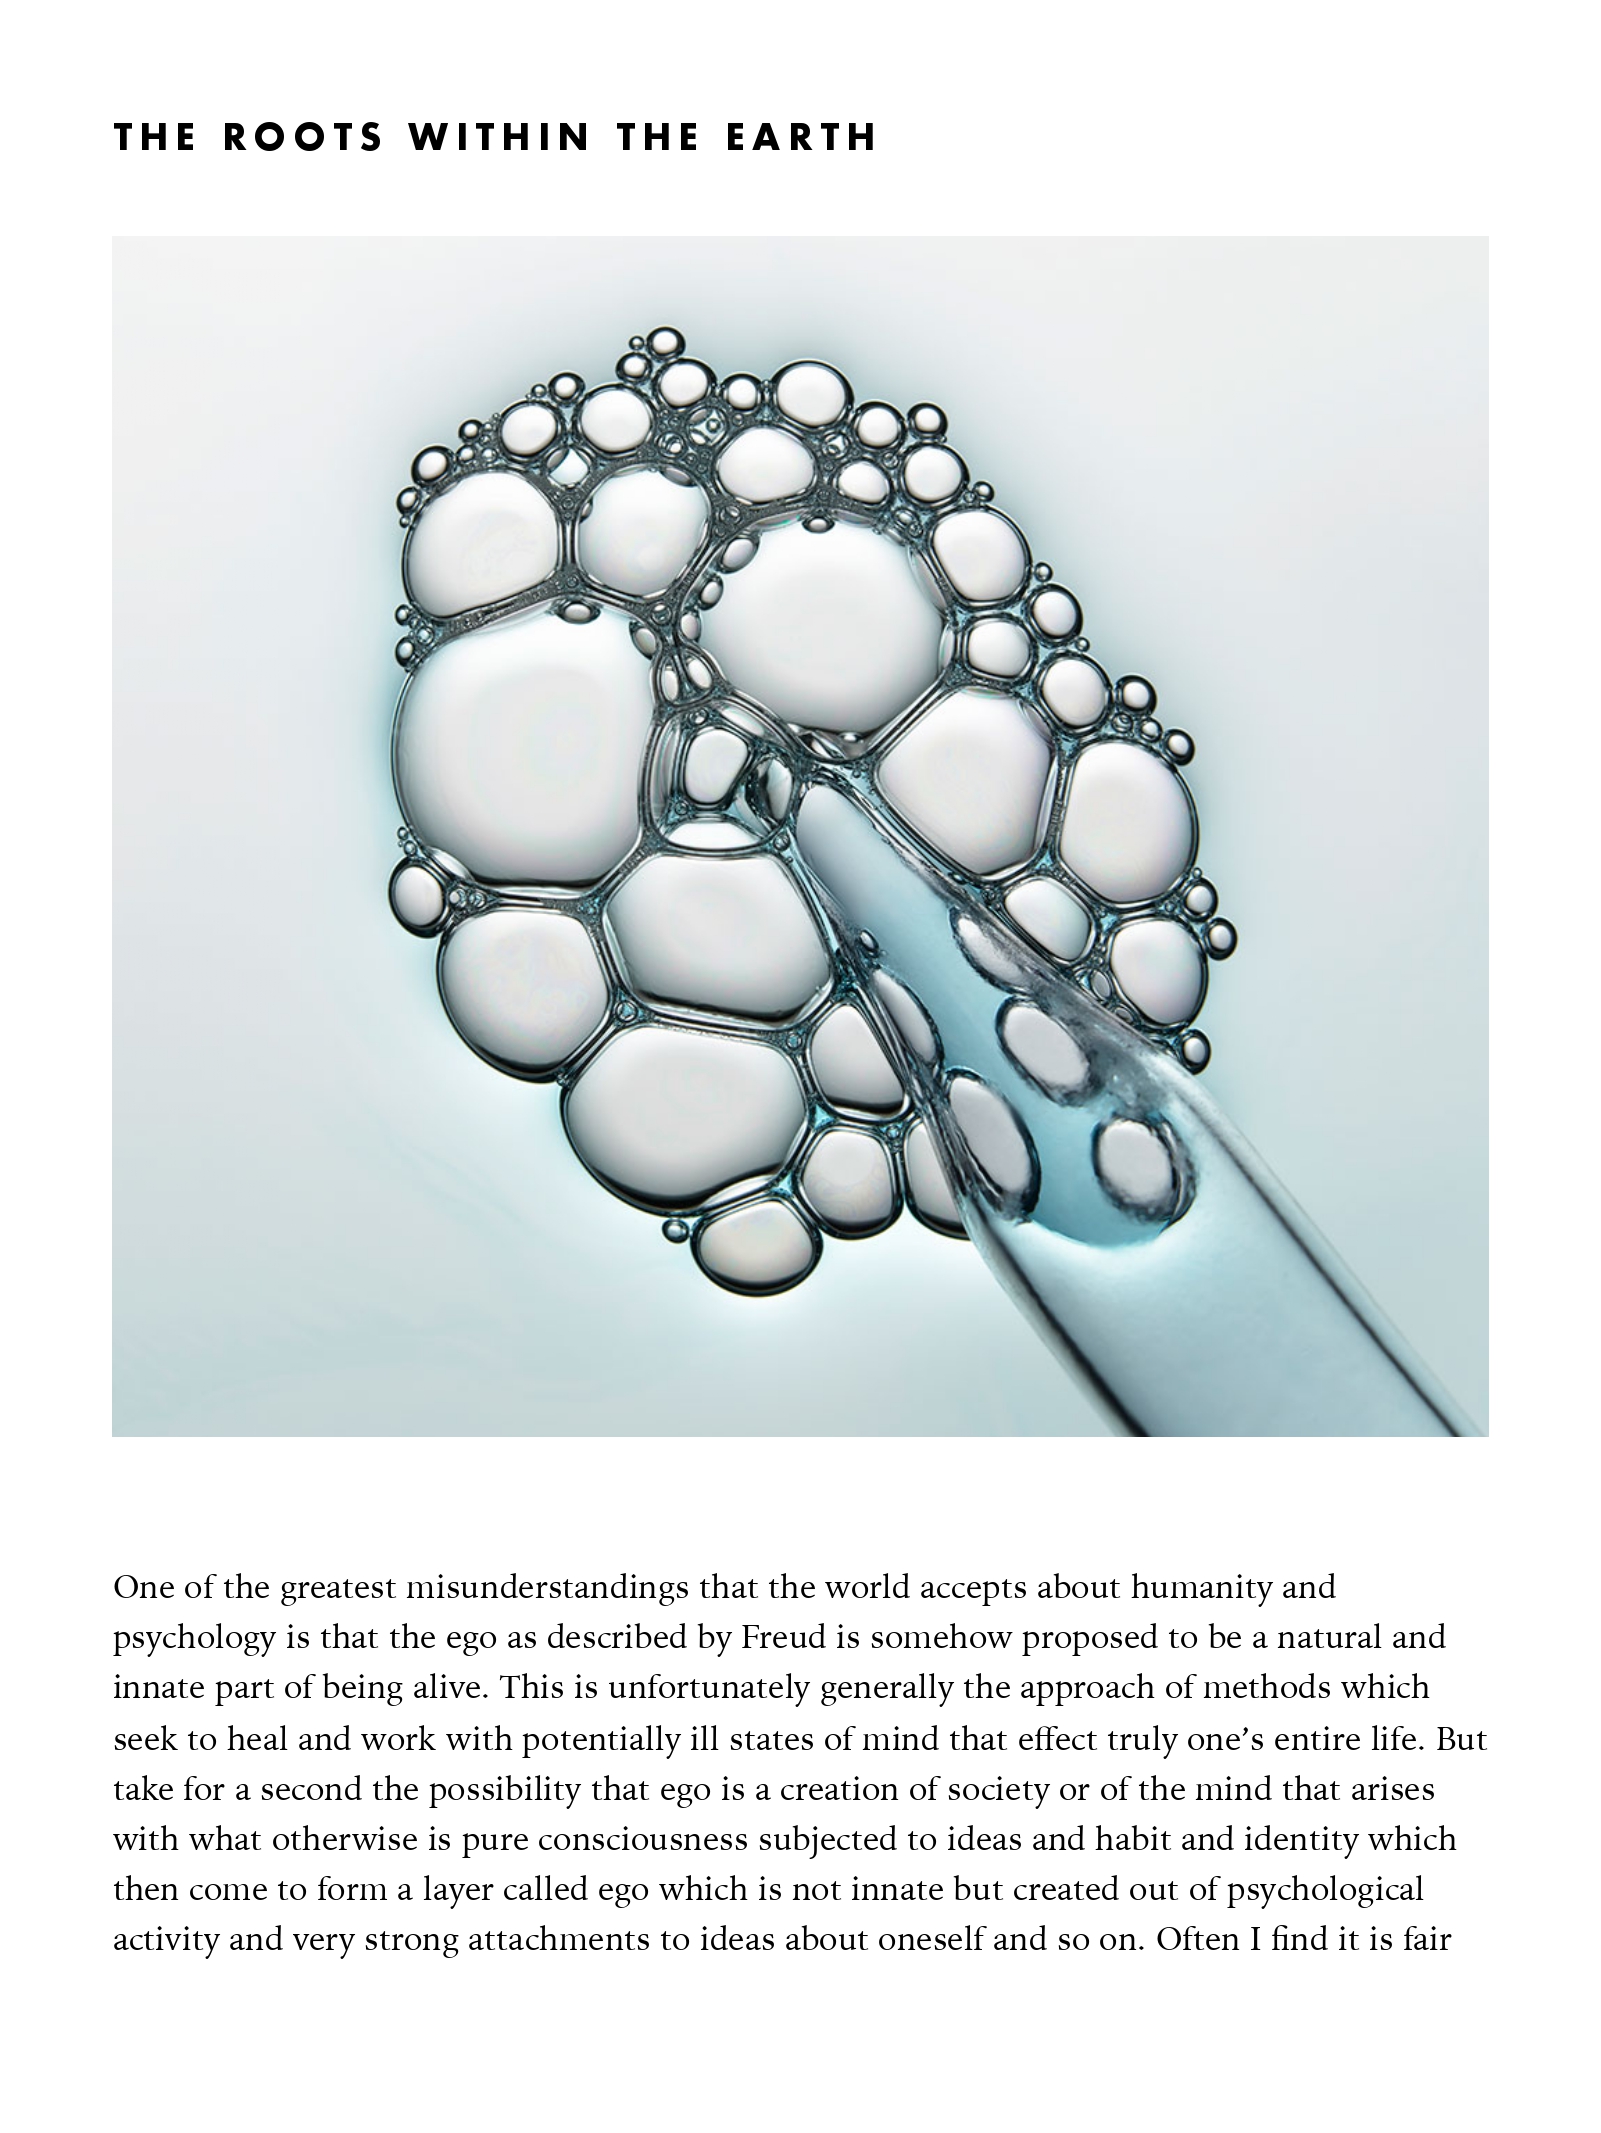 THE ROOTS WITHIN THE EARTH
One of the greatest misunderstandings that the world accepts about humanity and
psychology is that the ego as described by Freud is somehow proposed to be a natural and
innate part of being alive. This is unfortunately generally the approach of methods which
seek to heal and work with potentially ill states of mind that effect truly one’s entire life. But
take for a second the possibility that ego is a creation of society or of the mind that arises
with what otherwise is pure consciousness subjected to ideas and habit and identity which
then come to form a layer called ego which is not innate but created out of psychological
activity and very strong attachments to ideas about oneself and so on. Often I find it is fair